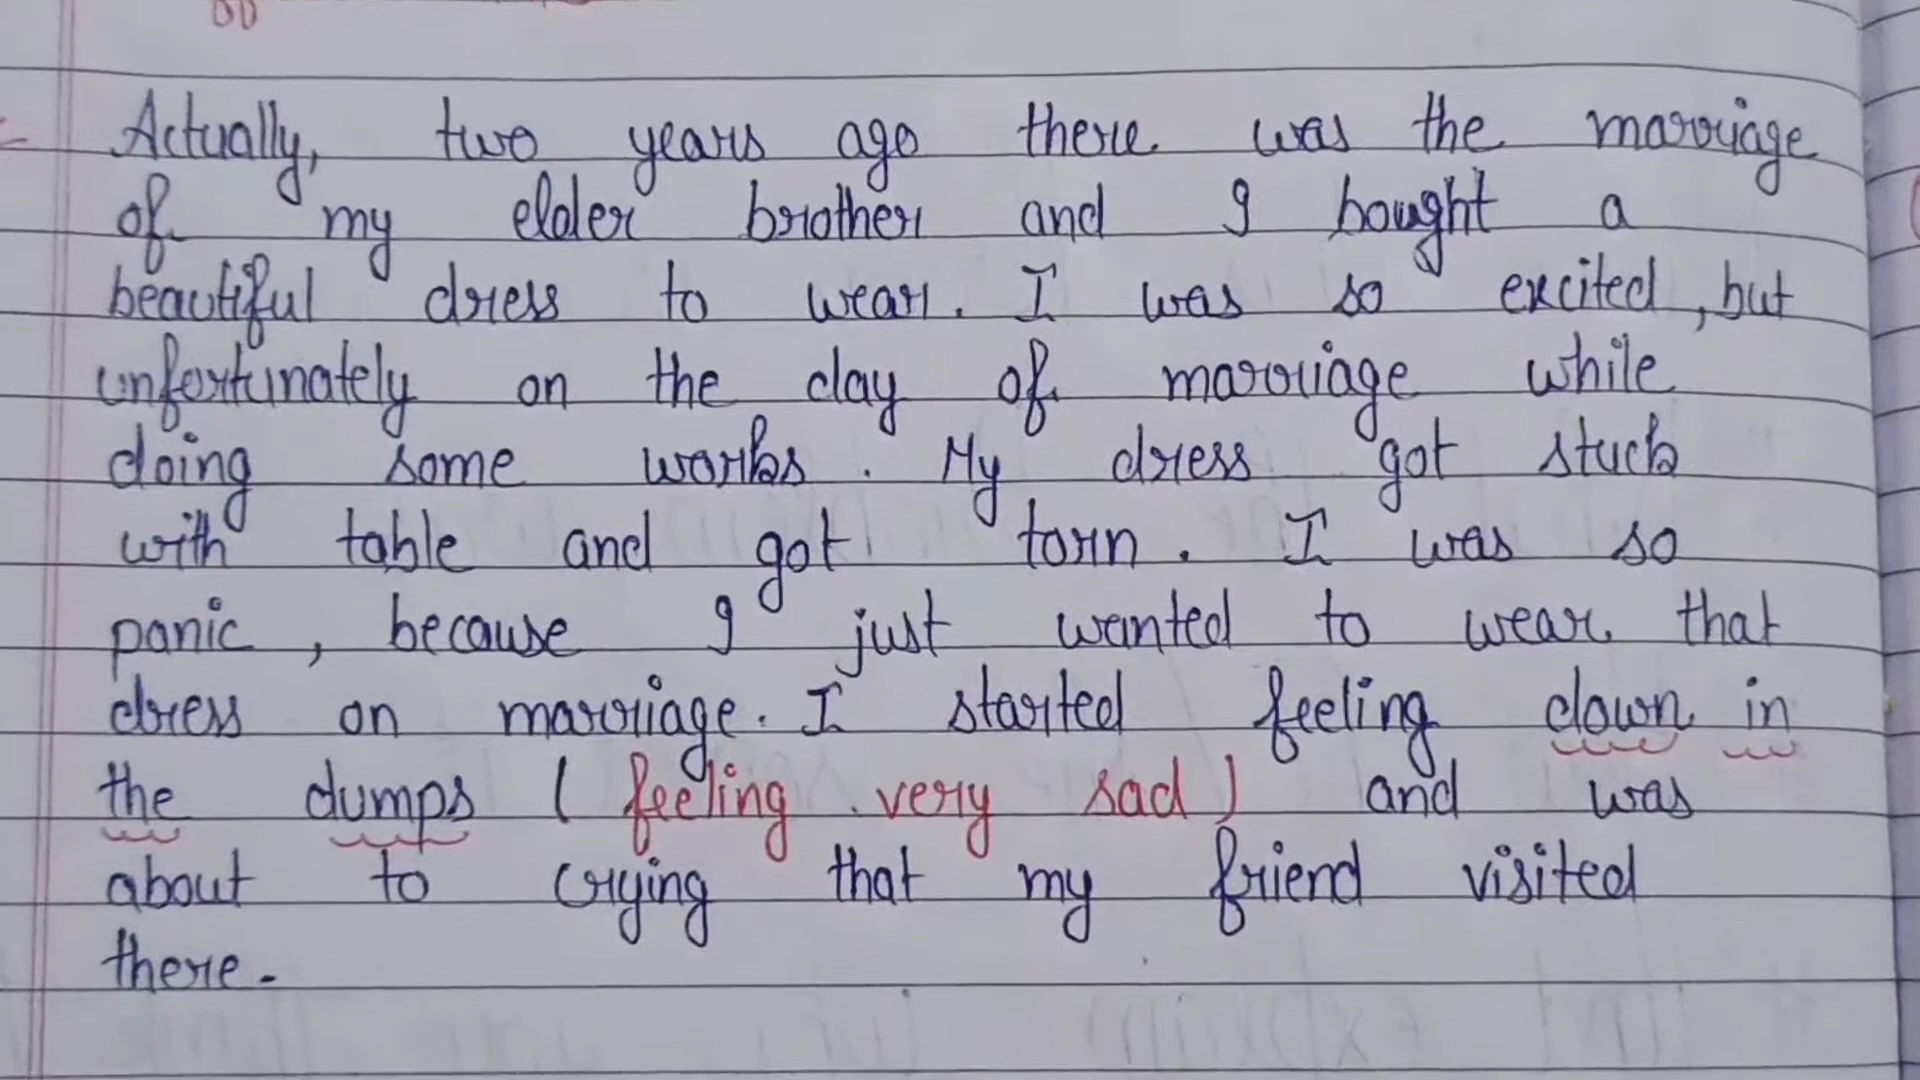 Actually, two years ago there was the marriage
of my elder brother and I bought a
beautiful dress to wear. I was so excited, but
unfortunately on the day of marriage while
doing some works. My dress got stuck
with table and got torn. I was so
panic, because I just wanted to wear that
dress on marriage. I started feeling down in
the dumps (feeling very sad) and was
about to crying that my friend visited
there.